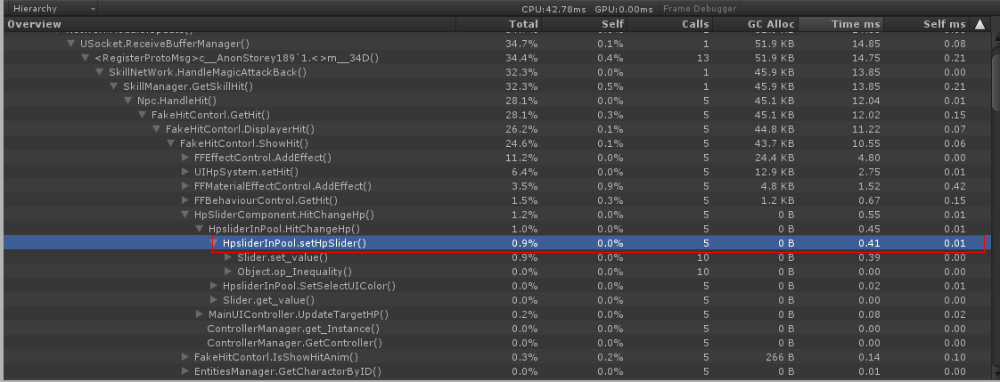 Hierarchy CPU:42.78ms GPU:0.00ms Frame Debugger
Overview Total Self Calls GC Alloc Time ms Self ms
USocket.ReceiveBufferManager() 34.7% 0.1% 1 51.9 KB 14.85 0.08
<RegisterProtoMsg>c__AnonStorey189`1.<>m__34D() 34.4% 0.4% 13 51.9 KB 14.75 0.21
SkillNetWork.HandleMagicAttackBack() 32.3% 0.0% 1 45.9 KB 13.85 0.00
SkillManager.GetSkillHit() 32.3% 0.5% 1 45.9 KB 13.85 0.21
Npc.HandleHit() 28.1% 0.0% 5 45.1 KB 12.04 0.01
FakeHitContorl.GetHit() 28.1% 0.3% 5 45.1 KB 12.02 0.15
FakeHitContorl.DisplayerHit() 26.2% 0.1% 5 44.8 KB 11.22 0.07
FakeHitContorl.ShowHit() 24.6% 0.1% 5 43.7 KB 10.55 0.06
FFEffectControl.AddEffect() 11.2% 0.0% 5 24.4 KB 4.80 0.00
UIHpSystem.setHit() 6.4% 0.0% 5 12.9 KB 2.75 0.01
FFMaterialEffectControl.AddEffect() 3.5% 0.9% 5 4.8 KB 1.52 0.42
FFBehaviourControl.GetHit() 1.5% 0.3% 5 1.2 KB 0.67 0.15
HpSliderComponent.HitChangeHp() 1.2% 0.0% 5 0 B 0.55 0.01
HpsliderInPool.HitChangeHp() 1.0% 0.0% 5 0 B 0.45 0.01
HpsliderInPool.setHpSlider() 0.9% 0.0% 5 0 B 0.41 0.01
Slider.set_value() 0.9% 0.0% 10 0 B 0.39 0.00
Object.op_Inequality() 0.0% 0.0% 10 0 B 0.00 0.00
HpsliderInPool.SetSelectUIColor() 0.0% 0.0% 5 0 B 0.02 0.01
Slider.get_value() 0.0% 0.0% 5 0 B 0.00 0.00
MainUIController.UpdateTargetHP() 0.2% 0.0% 5 0 B 0.08 0.02
ControllerManager.get_Instance() 0.0% 0.0% 5 0 B 0.00 0.00
ControllerManager.GetController() 0.0% 0.0% 5 0 B 0.00 0.00
FakeHitContorl.IsShowHitAnim() 0.3% 0.2% 5 266 B 0.14 0.10
EntitiesManager.GetCharactorByID() 0.0% 0.0% 5 0 B 0.01 0.00